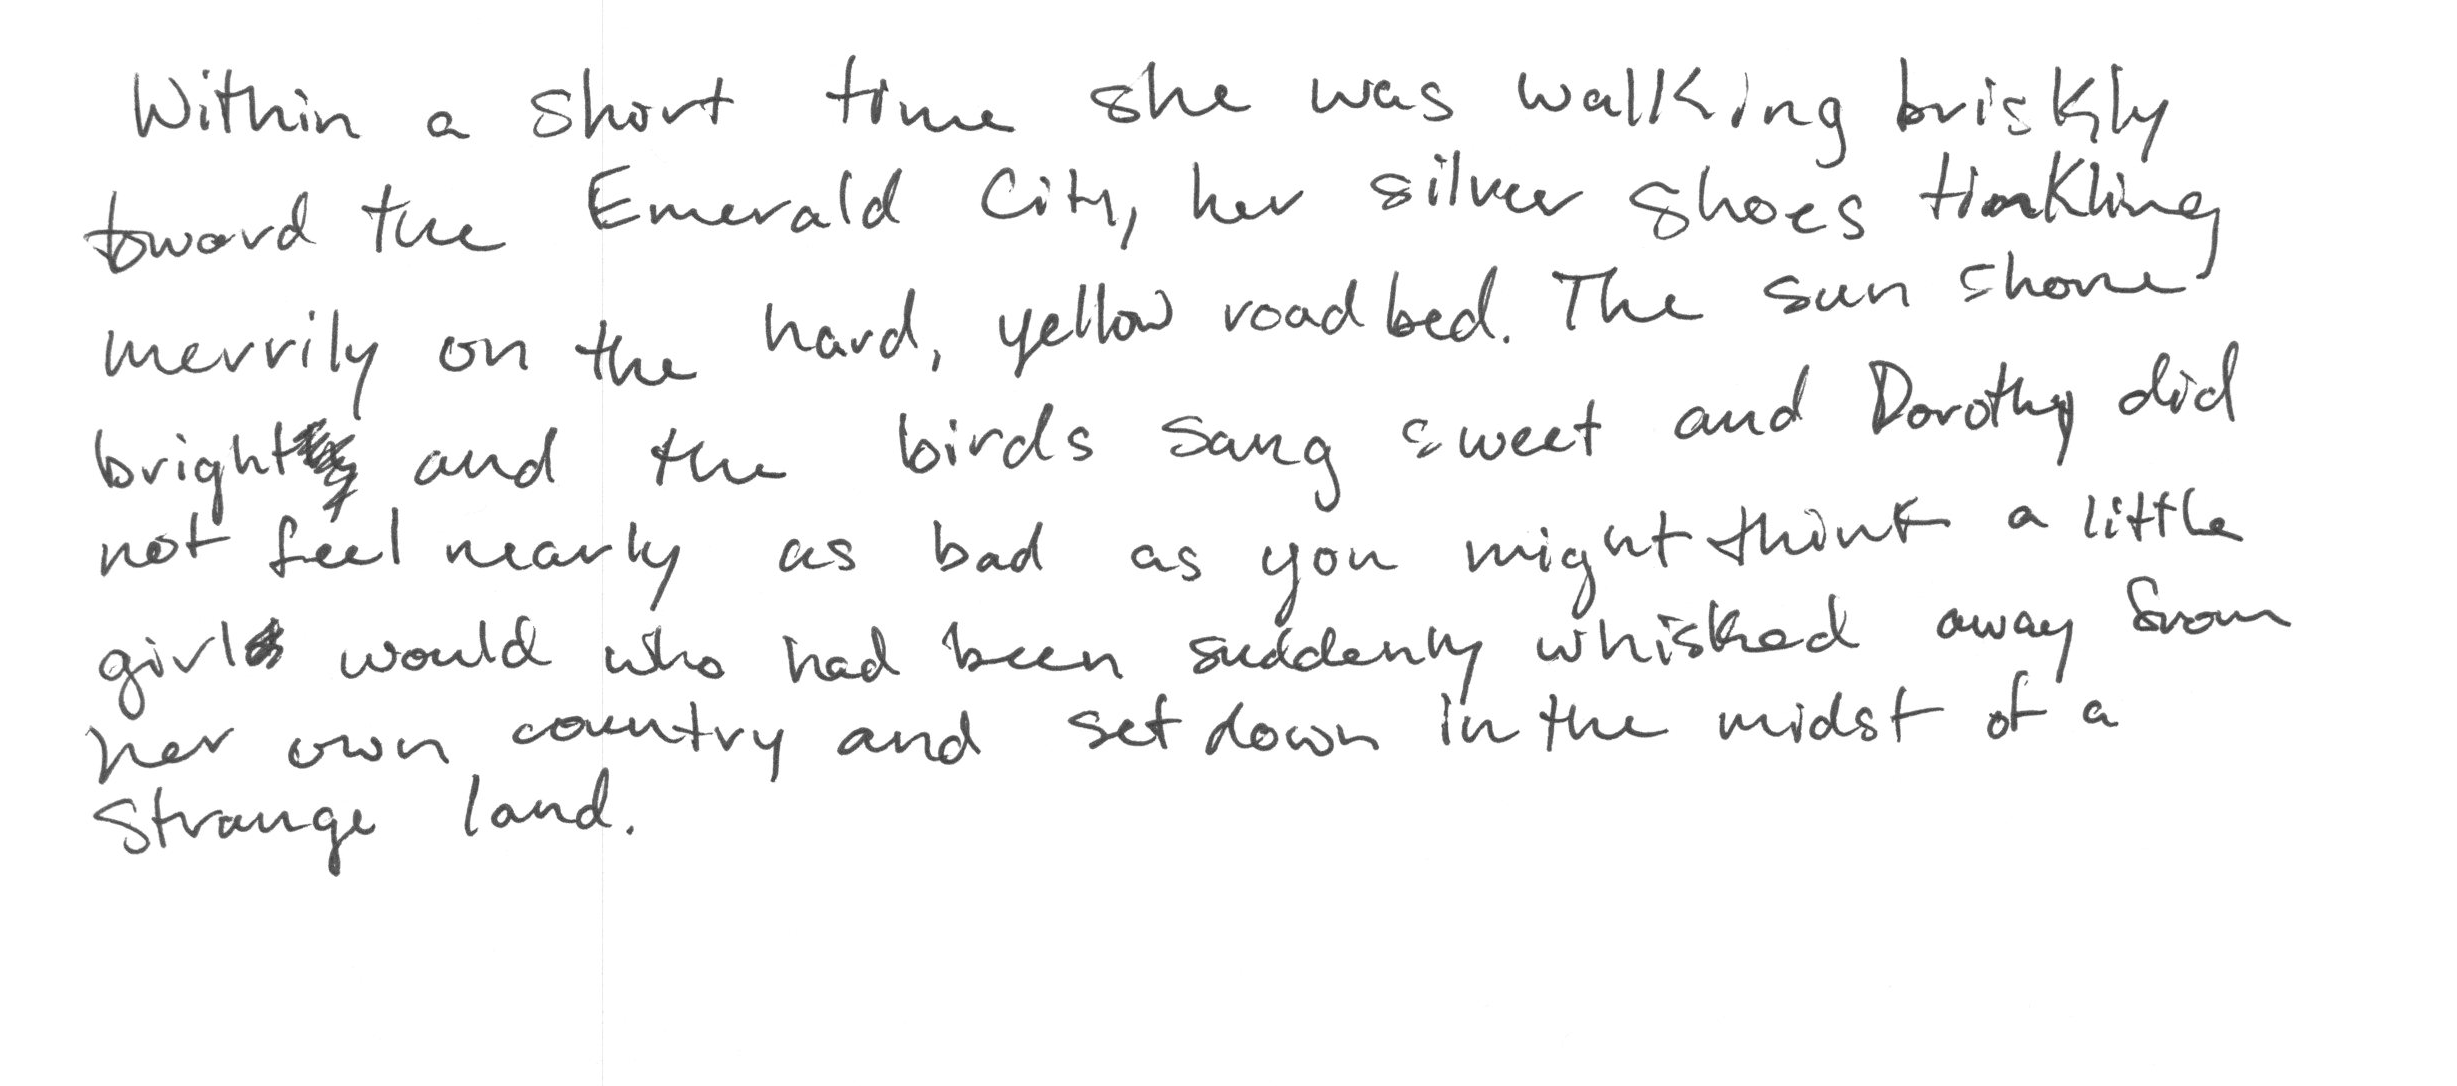 Within a short time she was walking briskly
toward the Emerald City, her silver shoes tinkling
merrily on the hard, yellow roadbed. The sun shone
bright and the birds sang sweet and Dorothy did
not feel nearly as bad as you might think a little
girl would who had been suddenly whisked away from
her own country and set down in the midst of a
strange land.